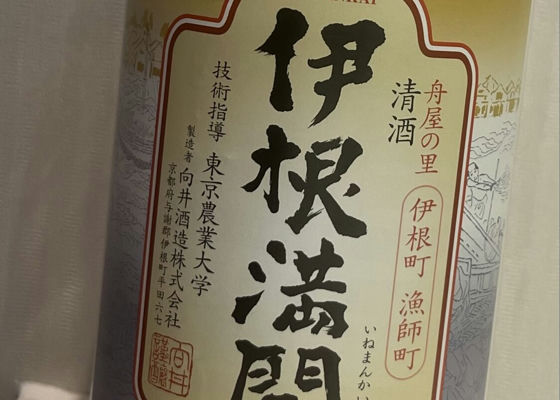 舟屋の里
伊根町 漁師町
清酒
伊根満開
いねまんかい
技術指導 東京農業大学
製造者 向井酒造株式会社
京都府与謝郡伊根町平田六七